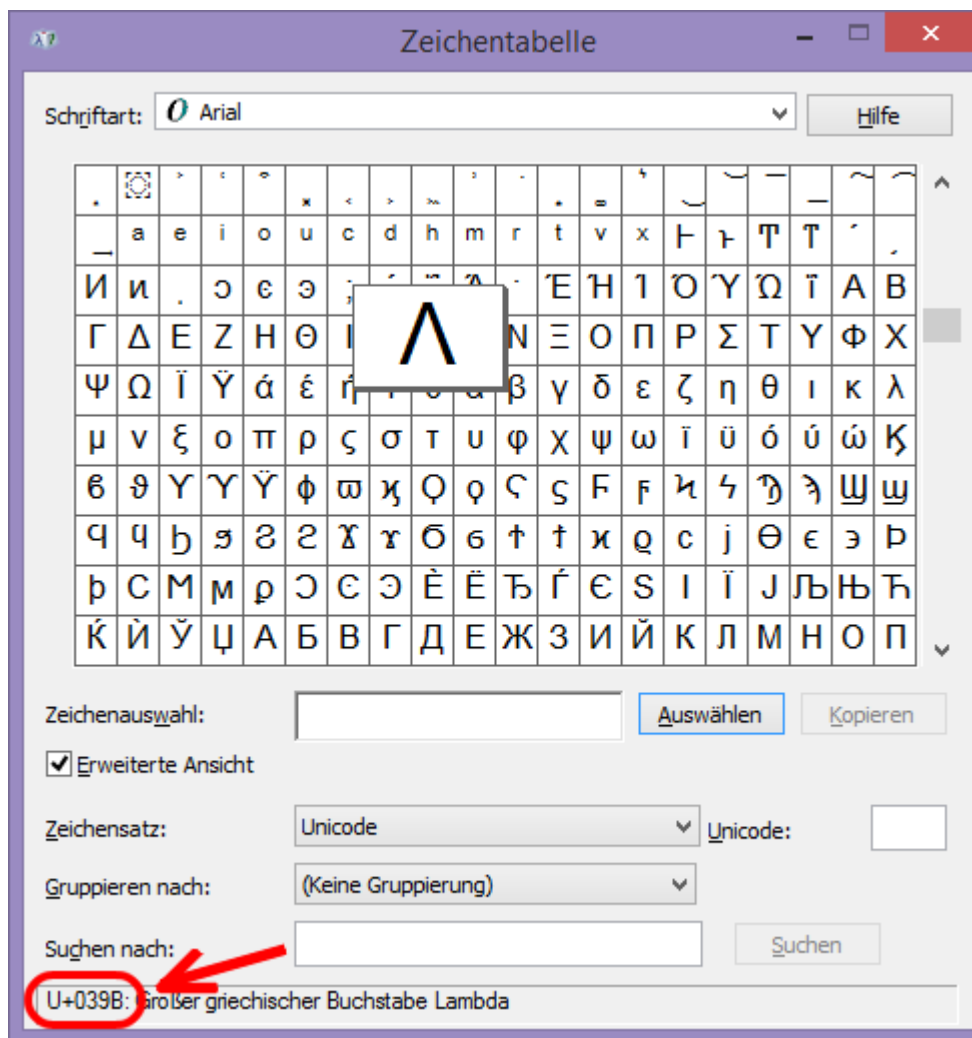 Zeichentabelle
Schriftart: Arial Hilfe
a e i o u c d h m r t v x Ͱ ͱ Ͳ ͳ ʹ ͵
Ͷ ͷ ͺ ͻ ͼ ͽ Έ Ή Ί Ό Ύ Ώ ΐ Α Β
Γ Δ Ε Ζ Η Θ Λ Ν Ξ Ο Π Ρ Σ Τ Υ Φ Χ
Ψ Ω Ϊ Ϋ ά έ β γ δ ε ζ η θ ι κ λ
μ ν ξ ο π ρ ς σ τ υ φ χ ψ ω ϊ ϋ ό ύ ώ Ϗ
ϐ ϑ ϒ ϓ ϔ ϕ ϖ ϗ Ϙ ϙ Ϛ ϛ Ϝ ϝ Ϟ ϟ Ϡ ϡ Ϣ ϣ
Ϥ ϥ Ϧ ϧ Ϩ ϩ Ϫ ϫ Ϭ ϭ Ϯ ϯ ϰ ϱ ϲ ϳ ϴ ϵ ϶ Ϸ
ϸ Ϲ Ϻ ϻ ϼ Ͻ Ͼ Ͽ Ѐ Ё Ђ Ѓ Є Ѕ І Ї Ј Љ Њ Ћ
Ќ Ѝ Ў Џ А Б В Г Д Е Ж З И Й К Л М Н О П
Zeichenauswahl: Auswählen Kopieren
Erweiterte Ansicht
Zeichensatz: Unicode Unicode:
Gruppieren nach: (Keine Gruppierung)
Suchen nach: Suchen
U+039B: Großer griechischer Buchstabe Lambda